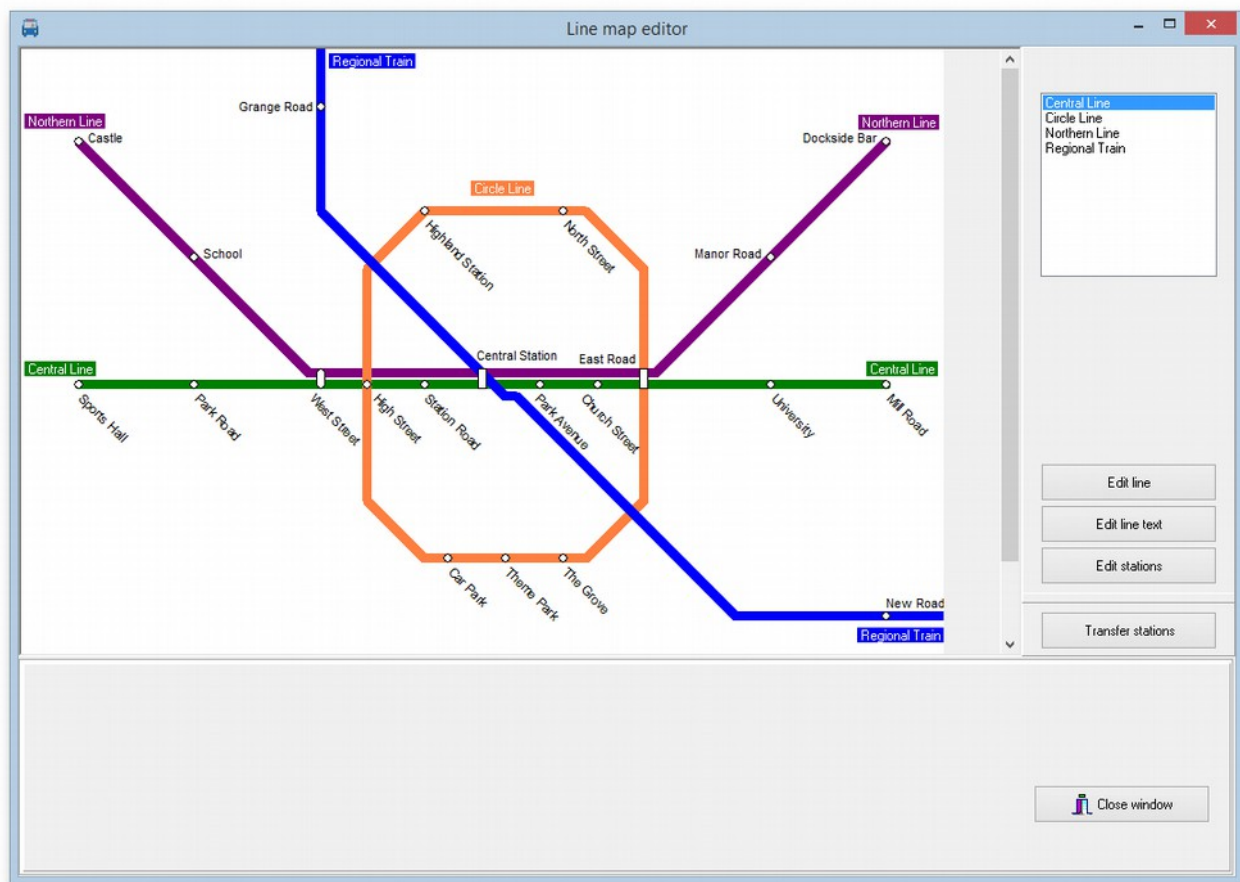 Line map editor
Regional Train
Grange Road
Northern Line
Northern Line
Castle
Dockside Bar
Circle Line
Highland Station
North Street
School
Manor Road
Central Station
East Road
Central Line
Central Line
Sports Hall
Park Road
West Street
High Street
Station Road
Park Avenue
Church Street
University
Mill Road
Car Park
Theme Park
The Grove
New Road
Regional Train
Central Line
Circle Line
Northern Line
Regional Train
Edit line
Edit line text
Edit stations
Transfer stations
Close window